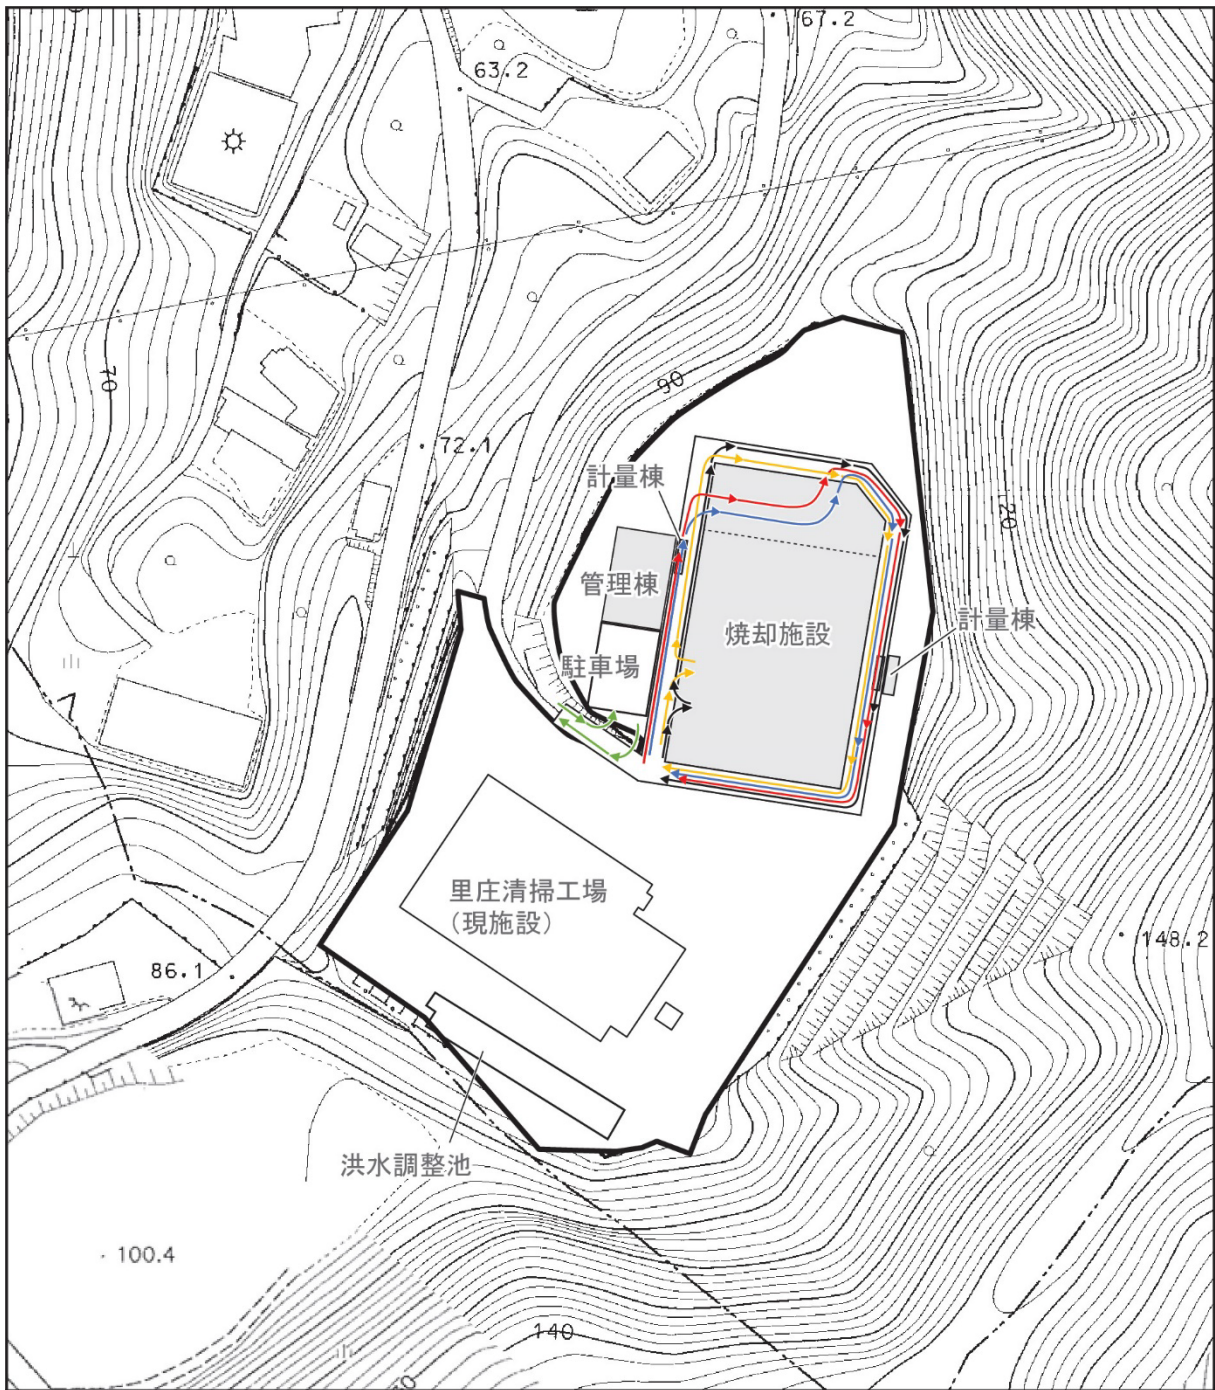 67.2
63.2
70
90
72.1
計量棟
120
管理棟
焼却施設
計量棟
駐車場
里庄清掃工場
（現施設）
148.2
86.1
洪水調整池
100.4
140